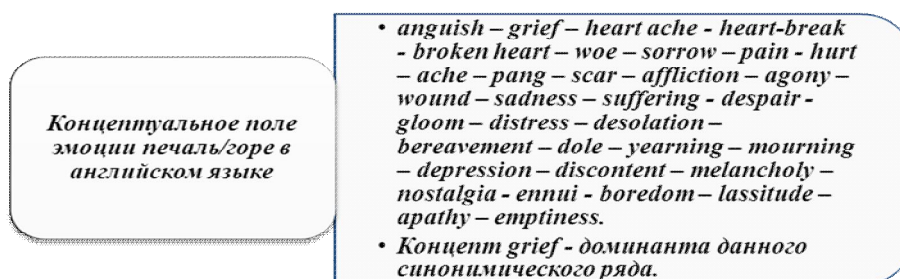 Концептуальное поле
эмоции печаль/горе в
английском языке
• anguish – grief – heart ache - heart-break
- broken heart – woe – sorrow – pain - hurt
– ache – pang – scar – affliction – agony –
wound – sadness – suffering - despair -
gloom – distress – desolation –
bereavement – dole – yearning – mourning
– depression – discontent – melancholy –
nostalgia - ennui - boredom – lassitude –
apathy – emptiness.
• Концепт grief - доминанта данного
синонимического ряда.